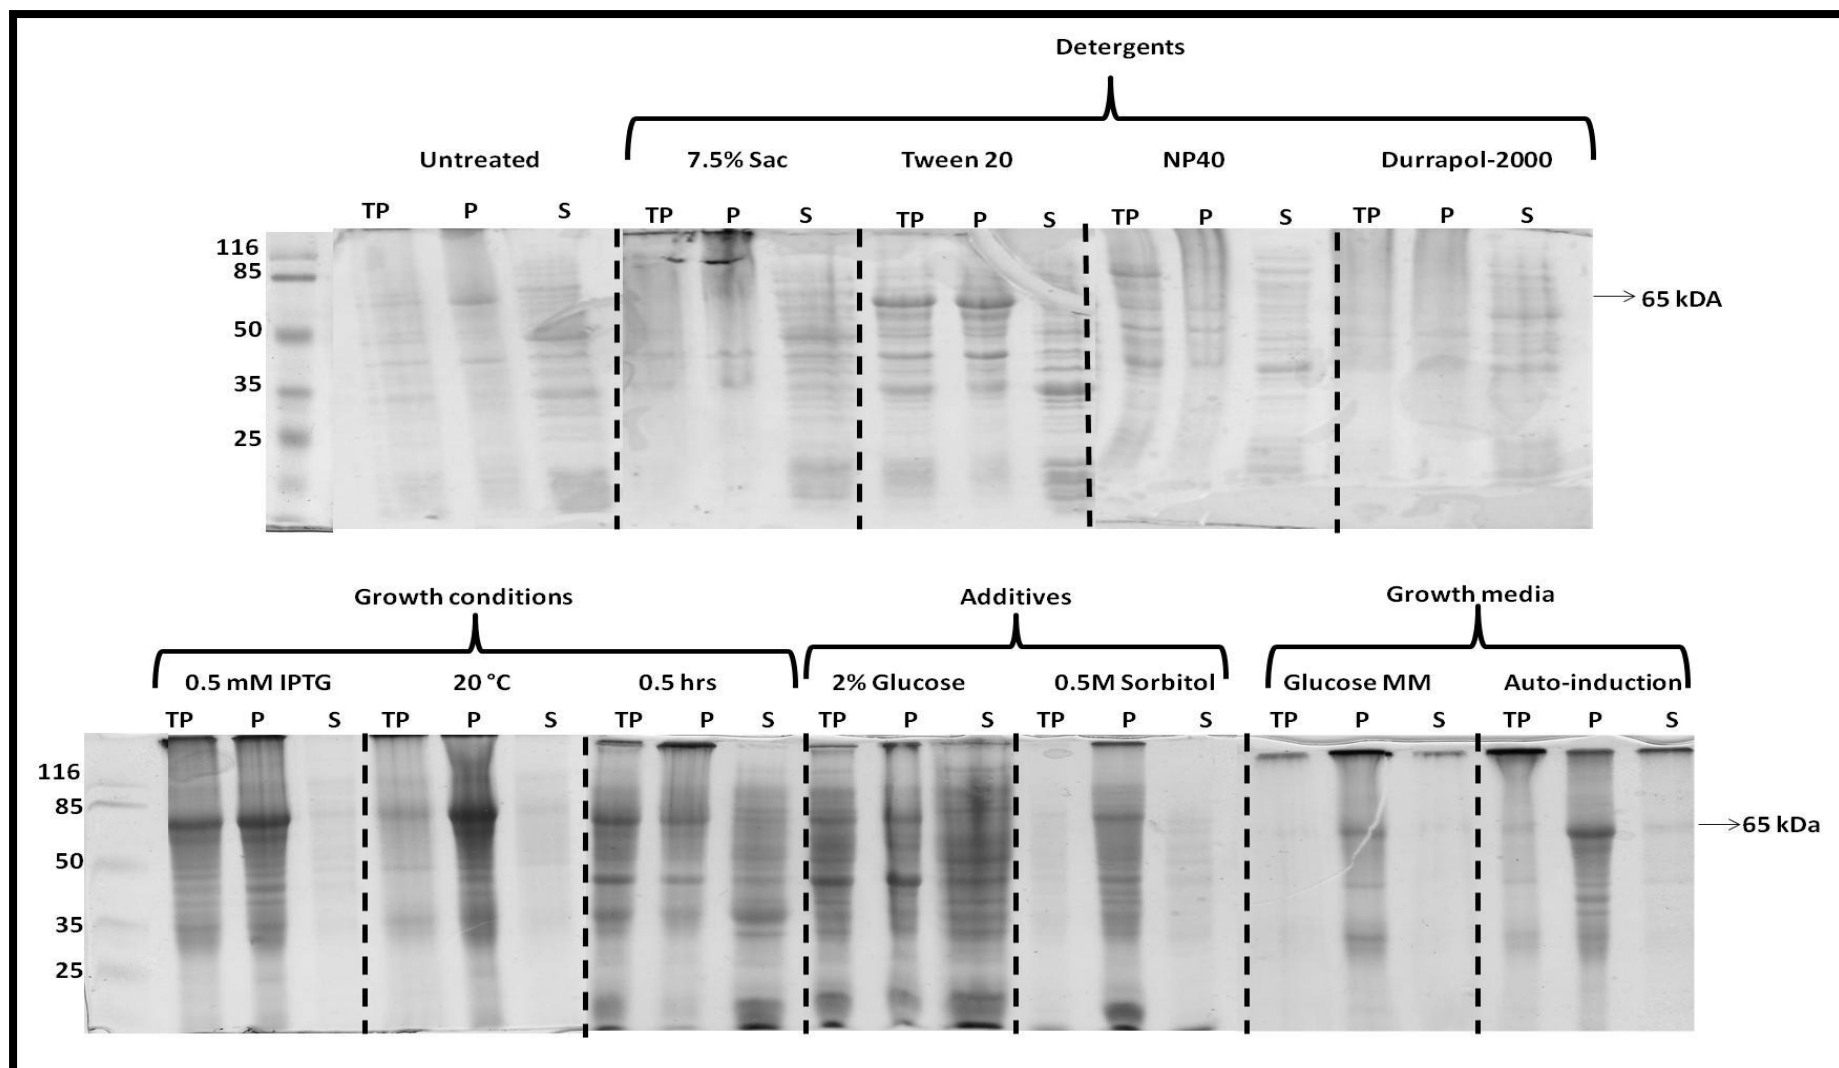 Detergents
Untreated 7.5% Sac Tween 20 NP40 Durrapol-2000
TP P S TP P S TP P S TP P S TP P S
116
85
65 kDA
50
35
25
Growth conditions Additives Growth media
0.5 mM IPTG 20 °C 0.5 hrs 2% Glucose 0.5M Sorbitol Glucose MM Auto-induction
TP P S TP P S TP P S TP P S TP P S TP P S TP P S
116
85
65 kDa
50
35
25